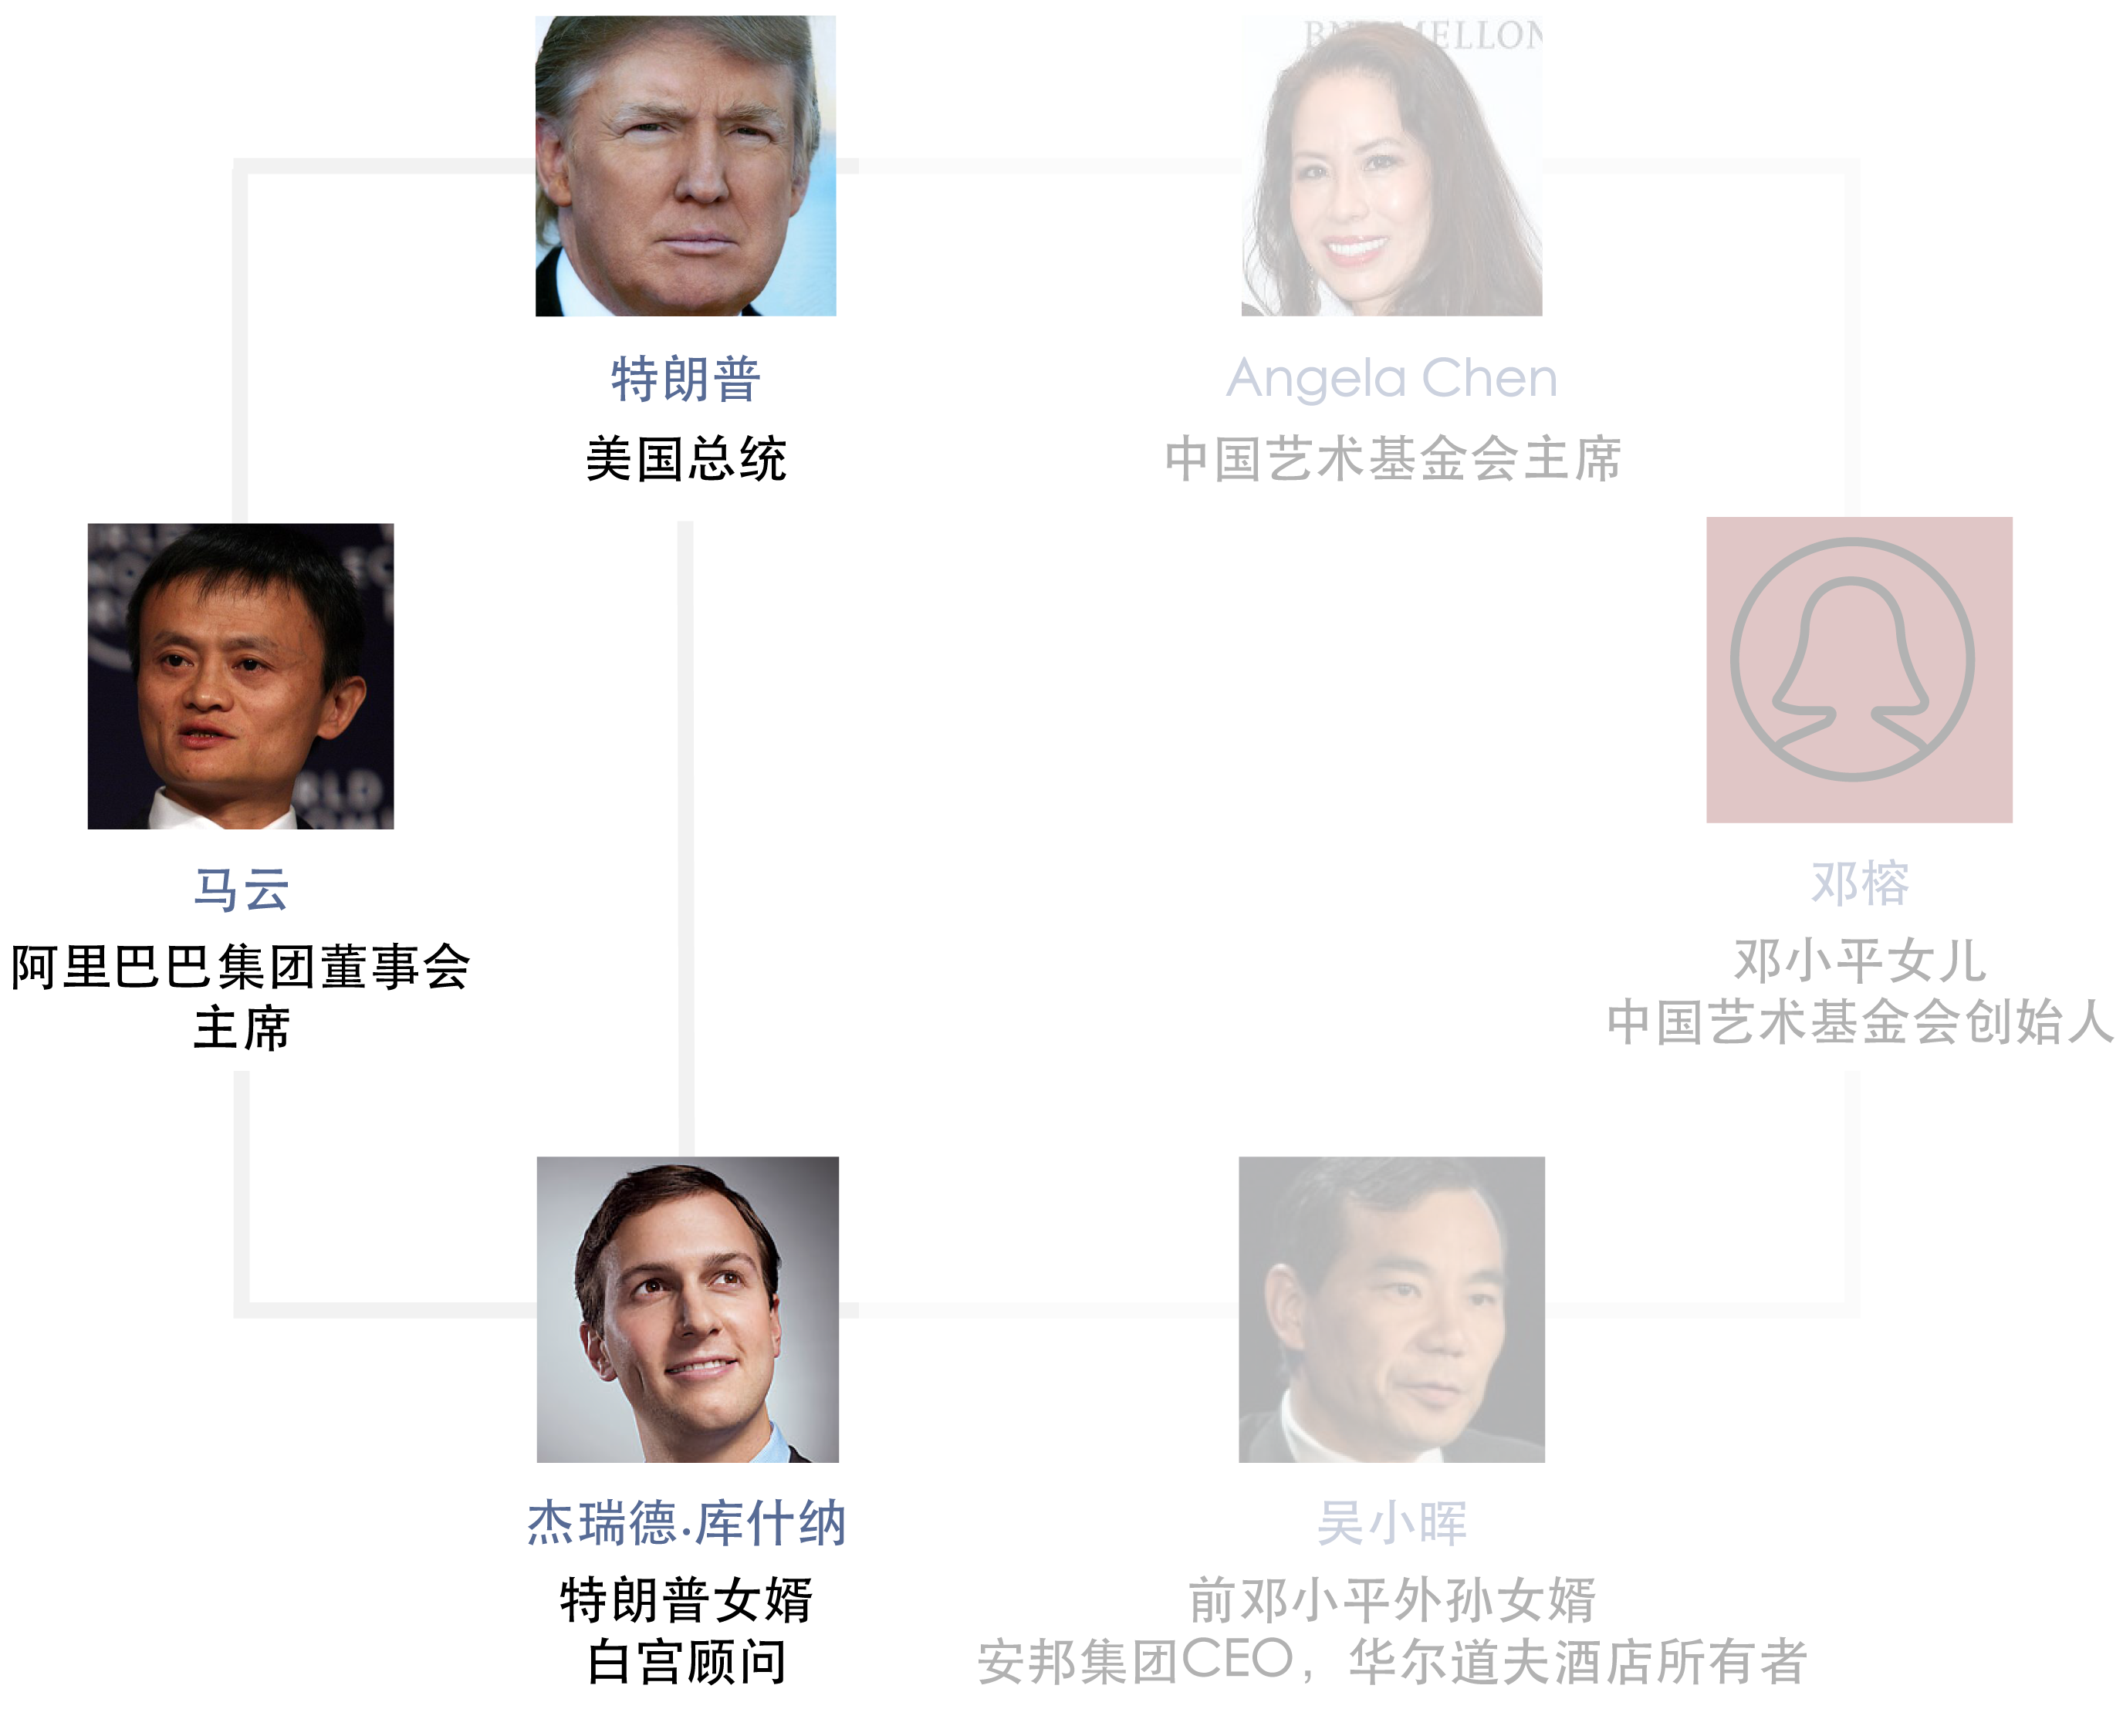 特朗普
美国总统
Angela Chen
中国艺术基金会主席
马云
阿里巴巴集团董事会
主席
邓榕
邓小平女儿
中国艺术基金会创始人
杰瑞德.库什纳
特朗普女婿
白宫顾问
吴小晖
前邓小平外孙女婿
安邦集团CEO，华尔道夫酒店所有者